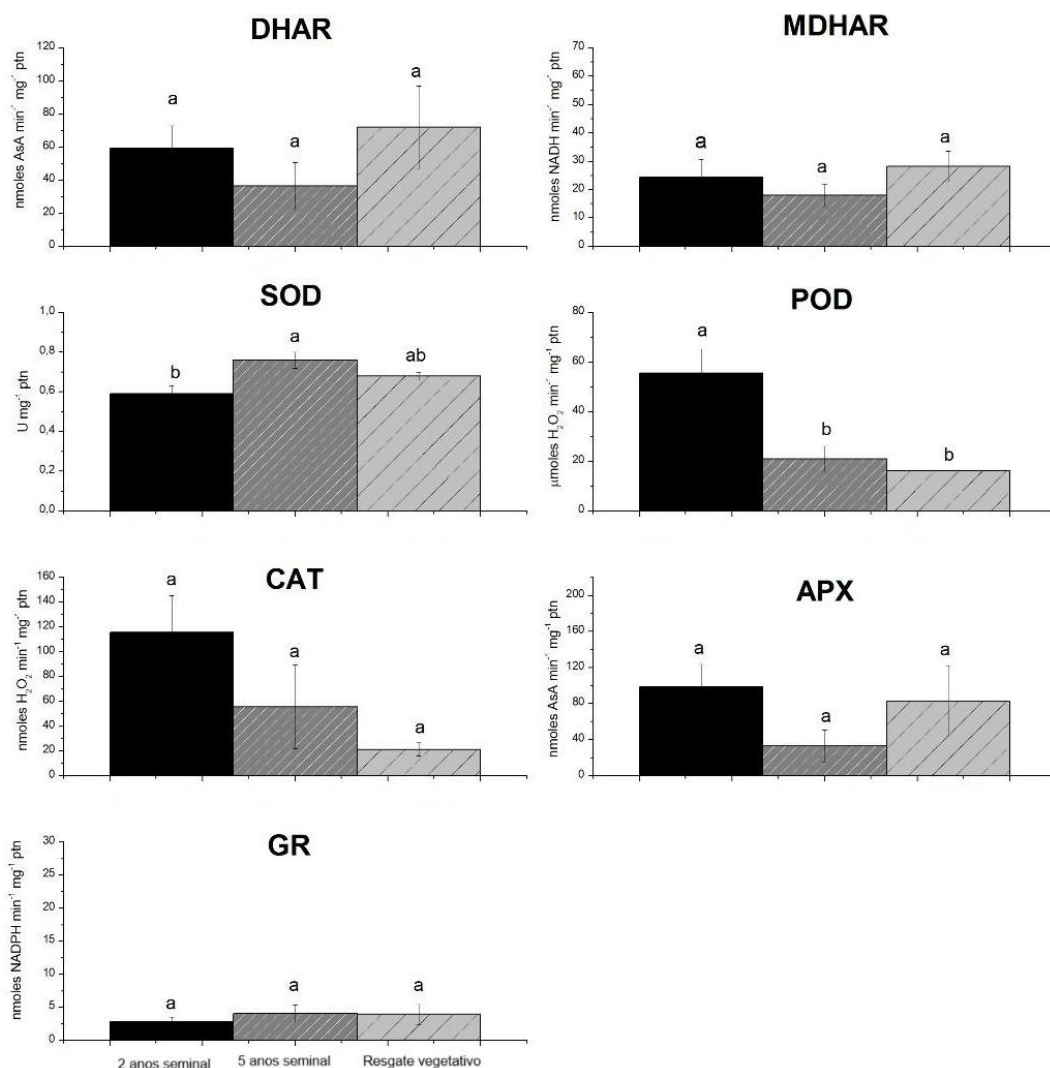 DHAR
120
100
80
60
40
20
0
nmoles AsA min⁻¹ mg⁻¹ ptn
a
a
a
MDHAR
70
60
50
40
30
20
10
0
nmoles NADH min⁻¹ mg⁻¹ ptn
a
a
a
SOD
1,0
0,8
0,6
0,4
0,2
0,0
U mg⁻¹ ptn
b
a
ab
POD
80
60
40
20
0
μmoles H₂O₂ min⁻¹ mg⁻¹ ptn
a
b
b
CAT
160
140
120
100
80
60
40
20
0
nmoles H₂O₂ min⁻¹ mg⁻¹ ptn
a
a
a
APX
200
160
120
80
40
0
nmoles AsA min⁻¹ mg⁻¹ ptn
a
a
a
GR
30
25
20
15
10
5
0
nmoles NADPH min⁻¹ mg⁻¹ ptn
a
a
a
2 anos seminal
5 anos seminal
Resgate vegetativo